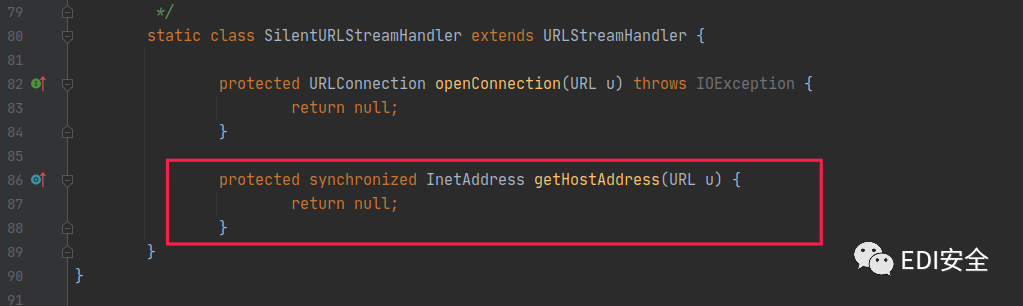 79 */
80 static class SilentURLStreamHandler extends URLStreamHandler {
81
82 protected URLConnection openConnection(URL u) throws IOException {
83 return null;
84 }
85
86 protected synchronized InetAddress getHostAddress(URL u) {
87 return null;
88 }
89 }
90 }
91
EDI安全